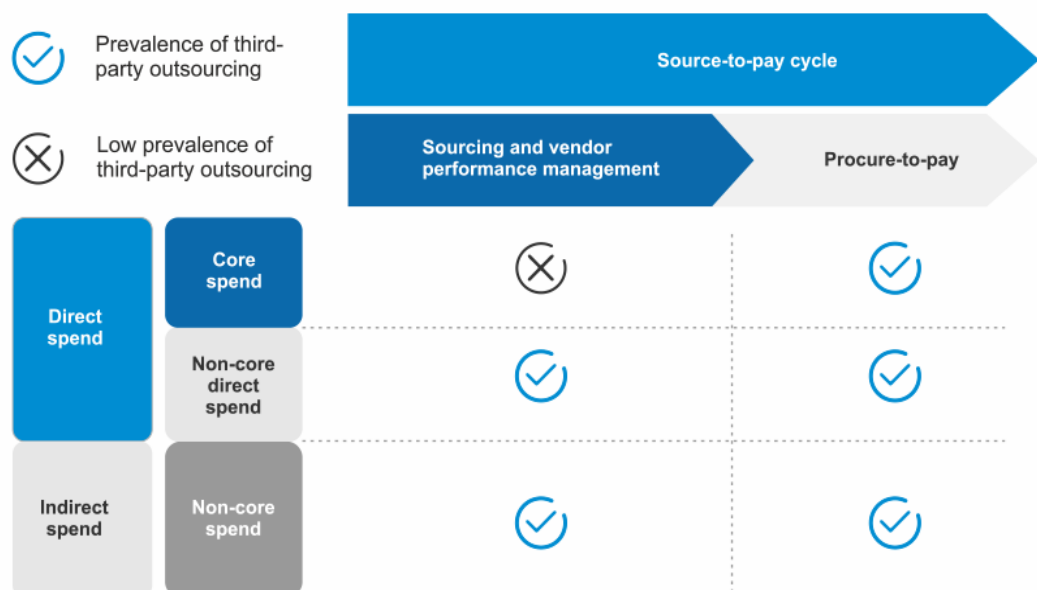 Prevalence of third-
party outsourcing
Source-to-pay cycle
Low prevalence of
third-party outsourcing
Sourcing and vendor
performance management
Procure-to-pay
Direct
spend
Core
spend
Non-core
direct
spend
Indirect
spend
Non-core
spend